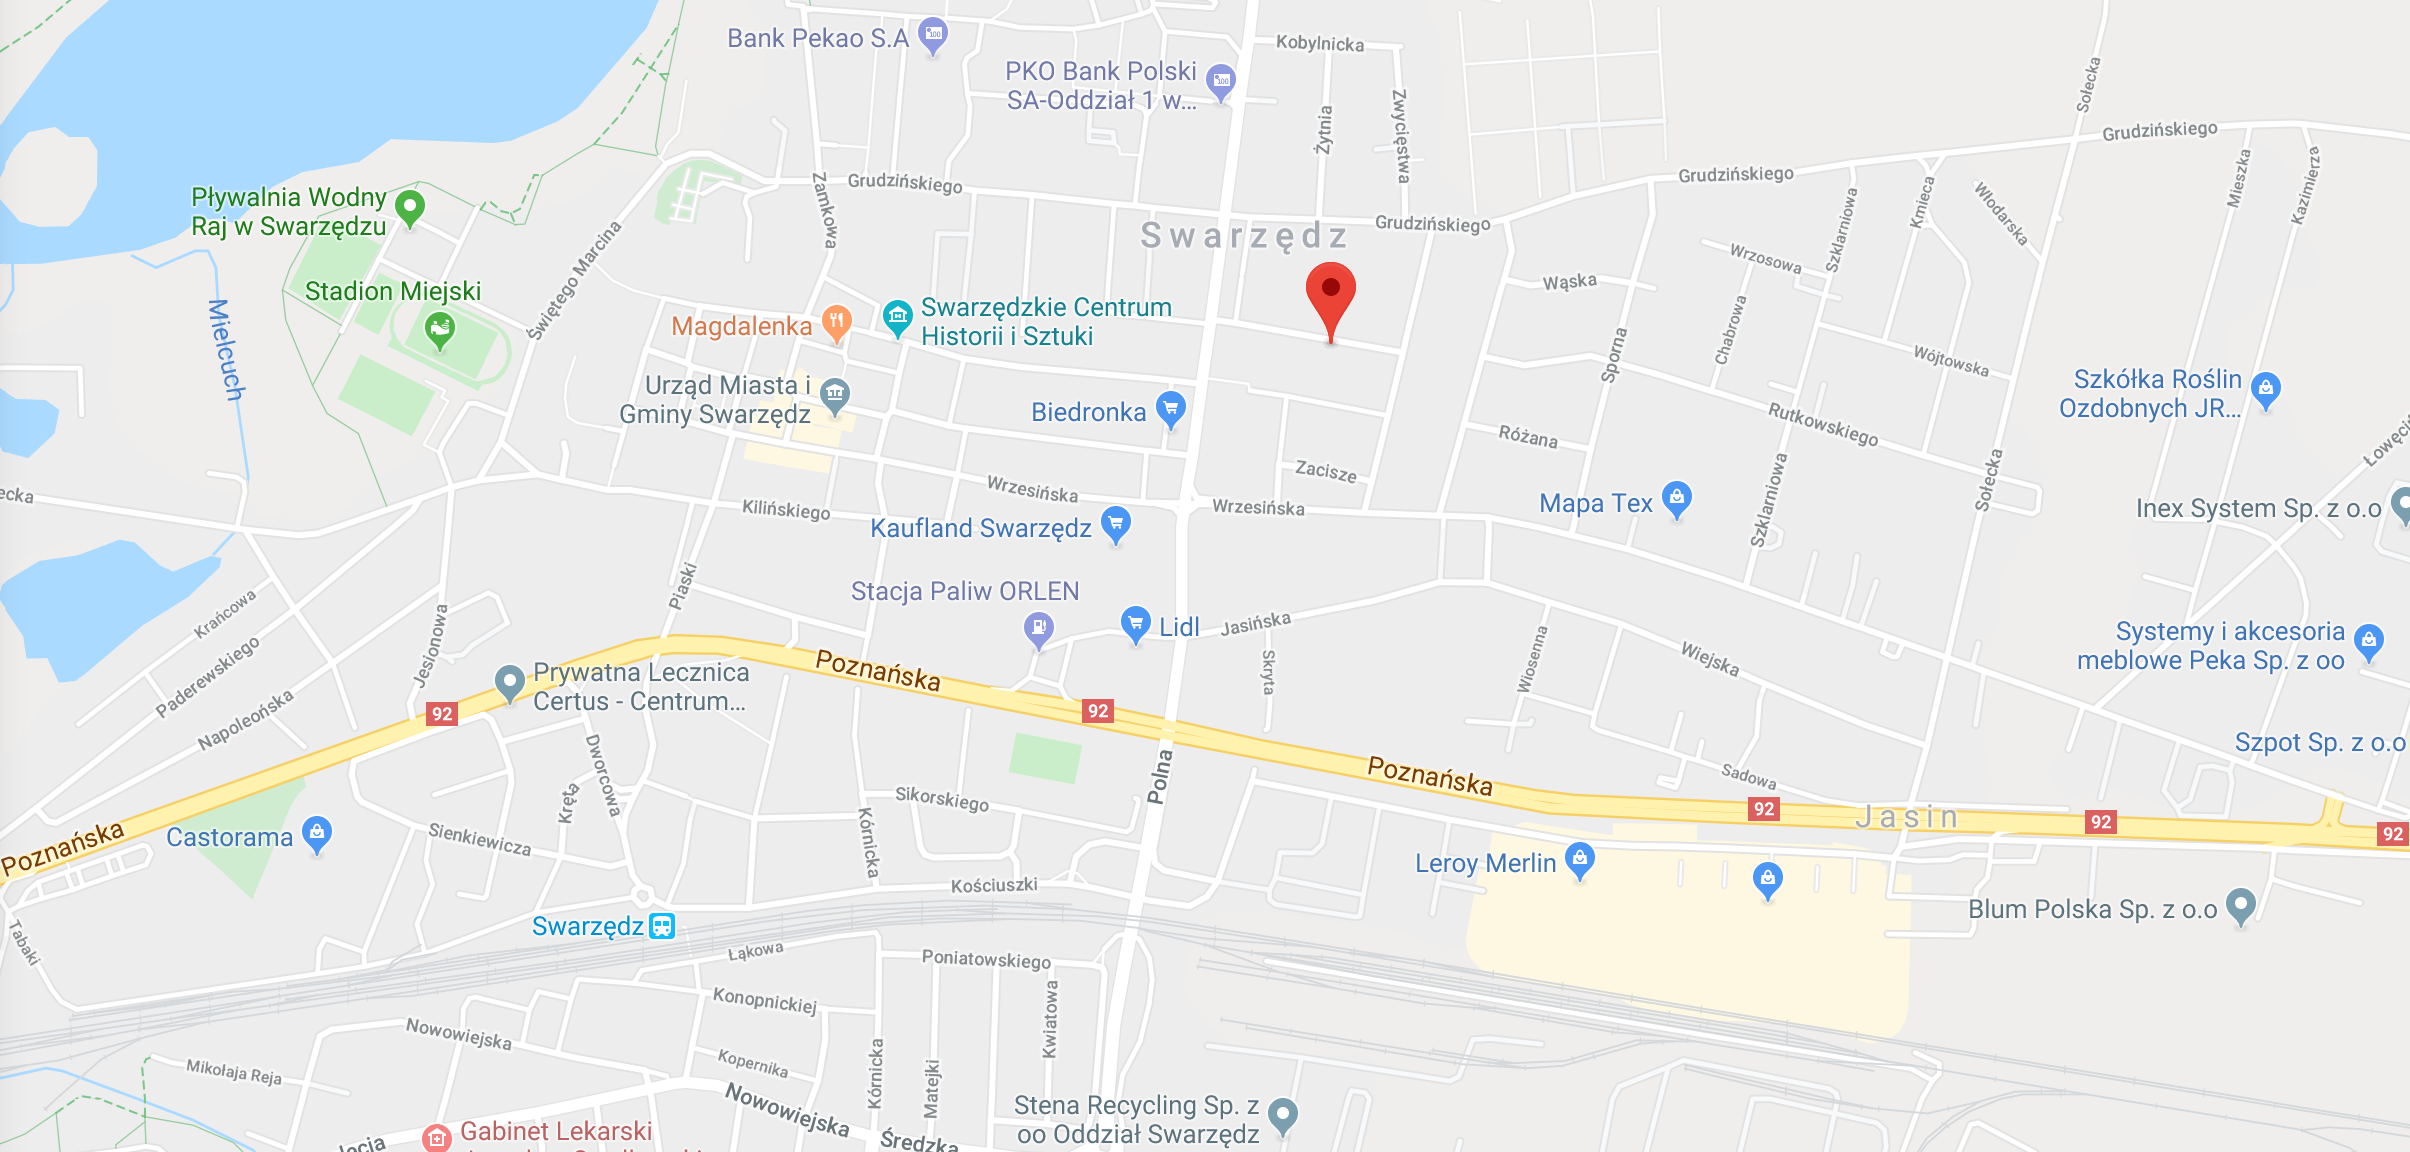 Bank Pekao S.A
PKO Bank Polski
SA-Oddział 1 w...
Kobylnicka
Żytnia
Zwycięstwa
Sołecka
Grudzińskiego
Grudzińskiego
Mieszka
Kazimierza
Pływalnia Wodny
Raj w Swarzędzu
Zamkowa
Grudzińskiego
Swarzędz
Grudzińskiego
Szklarniowa
Kmieca
Włodarska
Wrzosowa
Stadion Miejski
Świętego Marcina
Mielcuch
Magdalenka
Swarzędzkie Centrum
Historii i Sztuki
Wąska
Sporna
Chabrowa
Wójtowska
Urząd Miasta i
Gminy Swarzędz
Biedronka
Szkółka Roślin
Ozdobnych JR...
Rutkowskiego
Różana
Zacisze
Wrzesińska
Wrzesińska
Kilińskiego
Kaufland Swarzędz
Mapa Tex
Szklarniowa
Sołecka
Inex System Sp. z o.o
ecka
Piaski
Stacja Paliw ORLEN
Lidl
Jasińska
Skryta
Wiosenna
Wiejska
Systemy i akcesoria
meblowe Peka Sp. z oo
Krańcowa
Paderewskiego
Napoleońska
Jesionowa
Prywatna Lecznica
Certus - Centrum...
Poznańska
92
92
Szpot Sp. z o.o
Dworcowa
Kręta
Polna
Poznańska
Sadowa
92
Jasin
92
92
Sikorskiego
Kórnicka
Castorama
Poznańska
Sienkiewicza
Leroy Merlin
Kościuszki
Blum Polska Sp. z o.o
Tabaki
Swarzędz
Łąkowa
Poniatowskiego
Konopnickiej
Kwiatowa
Nowowiejska
Kopernika
Kórnicka
Matejki
Mikołaja Reja
Nowowiejska
Stena Recycling Sp. z
oo Oddział Swarzędz
Gabinet Lekarski
Średzka